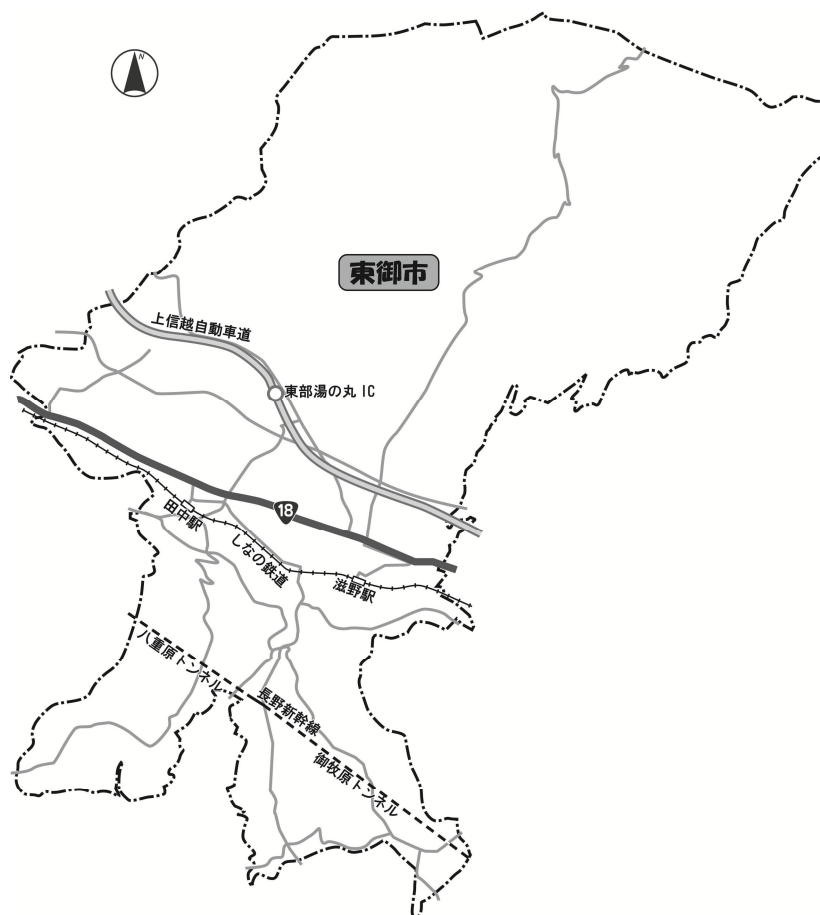 N
東御市
上信越自動車道
東部湯の丸 IC
18
田中駅
しなの鉄道
滋野駅
八重原トンネル
長野新幹線
御牧原トンネル